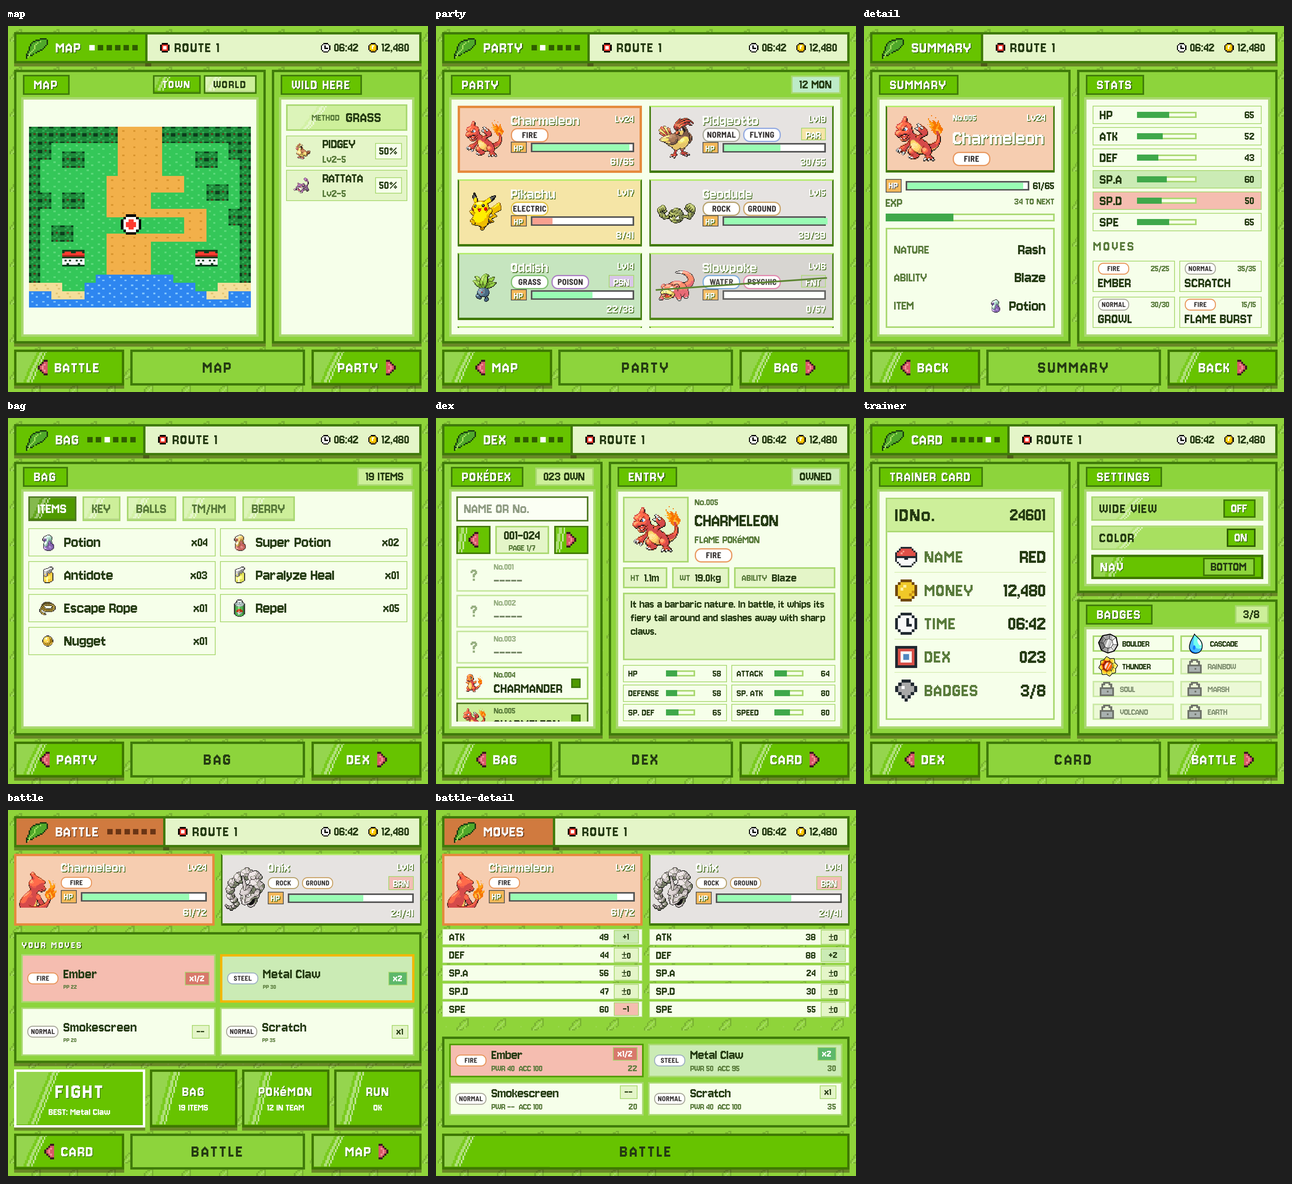 map
MAP
ROUTE 1
06:42
12,480
MAP
TOWN
WORLD
WILD HERE
METHOD GRASS
PIDGEY
Lv2-5
50%
RATTATA
Lv2-5
50%
BATTLE
MAP
PARTY
party
PARTY
ROUTE 1
06:42
12,480
PARTY
12 MON
Charmeleon
Lv24
FIRE
HP
61/65
Pidgeotto
Lv18
NORMAL
FLYING
PAR
HP
30/55
Pikachu
Lv17
ELECTRIC
HP
8/41
Geodude
Lv15
ROCK
GROUND
HP
39/39
Oddish
Lv14
GRASS
POISON
PSN
HP
22/38
Slowpoke
Lv16
WATER
PSYCHIC
FNT
HP
0/57
MAP
PARTY
BAG
detail
SUMMARY
ROUTE 1
06:42
12,480
SUMMARY
No.005
Lv24
Charmeleon
FIRE
HP
61/65
EXP
34 TO NEXT
NATURE
Rash
ABILITY
Blaze
ITEM
Potion
STATS
HP
65
ATK
52
DEF
43
SP.A
60
SP.D
50
SPE
65
MOVES
FIRE
25/25
EMBER
NORMAL
35/35
SCRATCH
NORMAL
30/30
GROWL
FIRE
15/15
FLAME BURST
BACK
SUMMARY
BACK
bag
BAG
ROUTE 1
06:42
12,480
BAG
19 ITEMS
ITEMS
KEY
BALLS
TM/HM
BERRY
Potion
x04
Super Potion
x02
Antidote
x03
Paralyze Heal
x01
Escape Rope
x01
Repel
x05
Nugget
x01
PARTY
BAG
DEX
dex
DEX
ROUTE 1
06:42
12,480
POKÉDEX
023 OWN
NAME OR No.
001-024
PAGE 1/7
No.001
-----
No.002
-----
No.003
-----
No.004
CHARMANDER
No.005
CHARMELEON
ENTRY
OWNED
No.005
CHARMELEON
FLAME POKéMON
FIRE
HT 1.1m
WT 19.0kg
ABILITY Blaze
It has a barbaric nature. In battle, it whips its
fiery tail around and slashes away with sharp
claws.
HP
58
ATTACK
64
DEFENSE
58
SP. ATK
80
SP. DEF
65
SPEED
80
BAG
DEX
CARD
trainer
CARD
ROUTE 1
06:42
12,480
TRAINER CARD
IDNo.
24601
NAME
RED
MONEY
12,480
TIME
06:42
DEX
023
BADGES
3/8
SETTINGS
WIDE VIEW
OFF
COLOR
ON
NAV
BOTTOM
BADGES
3/8
BOULDER
CASCADE
THUNDER
RAINBOW
SOUL
MARSH
VOLCANO
EARTH
DEX
CARD
BATTLE
battle
BATTLE
ROUTE 1
06:42
12,480
Charmeleon
Lv24
FIRE
HP
61/72
Onix
Lv14
ROCK
GROUND
BRN
HP
24/41
YOUR MOVES
FIRE
Ember
PP 22
x1/2
STEEL
Metal Claw
PP 30
x2
NORMAL
Smokescreen
PP 20
--
NORMAL
Scratch
PP 35
x1
FIGHT
BEST: Metal Claw
BAG
19 ITEMS
POKéMON
12 IN TEAM
RUN
OK
CARD
BATTLE
MAP
battle-detail
MOVES
ROUTE 1
06:42
12,480
Charmeleon
Lv24
FIRE
HP
61/72
Onix
Lv14
ROCK
GROUND
BRN
HP
24/41
ATK
49
+1
DEF
44
±0
SP.A
56
±0
SP.D
47
±0
SPE
60
-1
ATK
38
±0
DEF
88
+2
SP.A
24
±0
SP.D
30
±0
SPE
55
±0
FIRE
Ember
x1/2
PWR 40 ACC 100
22
STEEL
Metal Claw
x2
PWR 50 ACC 95
30
NORMAL
Smokescreen
--
PWR -- ACC 100
20
NORMAL
Scratch
x1
PWR 40 ACC 100
35
BATTLE